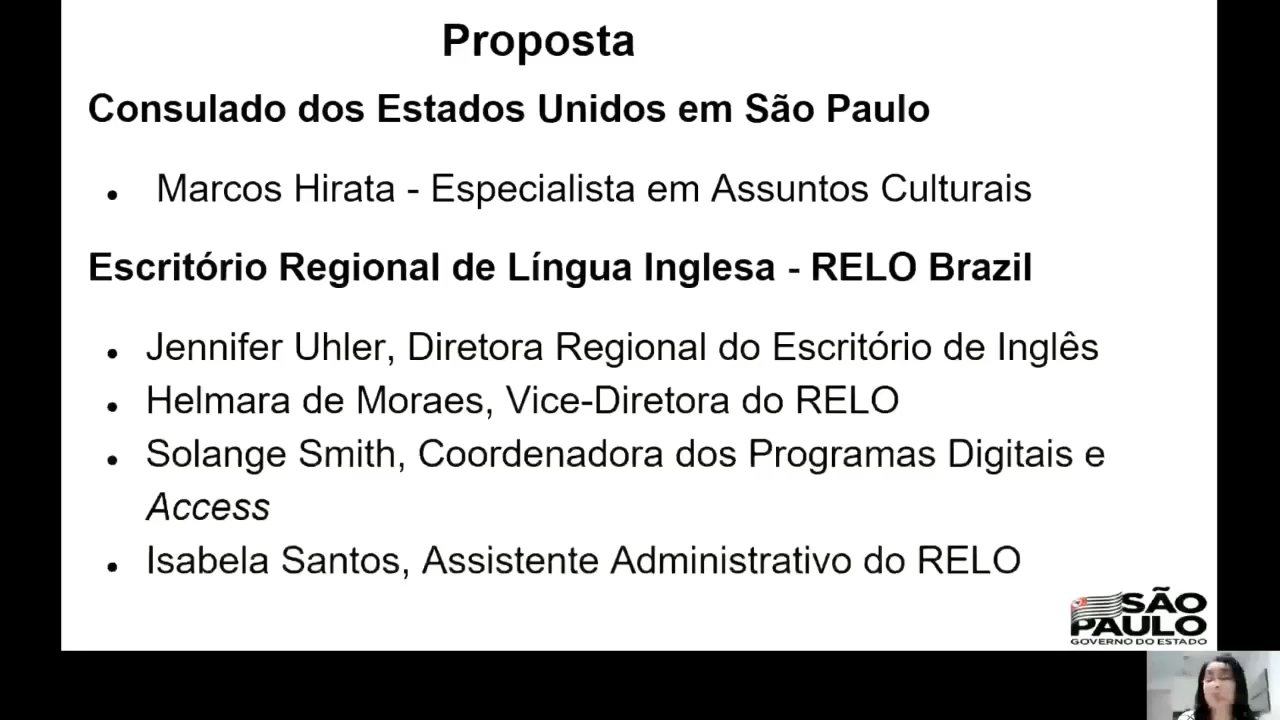 Proposta
Consulado dos Estados Unidos em São Paulo
• Marcos Hirata - Especialista em Assuntos Culturais
Escritório Regional de Língua Inglesa - RELO Brazil
• Jennifer Uhler, Diretora Regional do Escritório de Inglês
• Helmara de Moraes, Vice-Diretora do RELO
• Solange Smith, Coordenadora dos Programas Digitais e
Access
• Isabela Santos, Assistente Administrativo do RELO
SÃO
PAULO
GOVERNO DO ESTADO